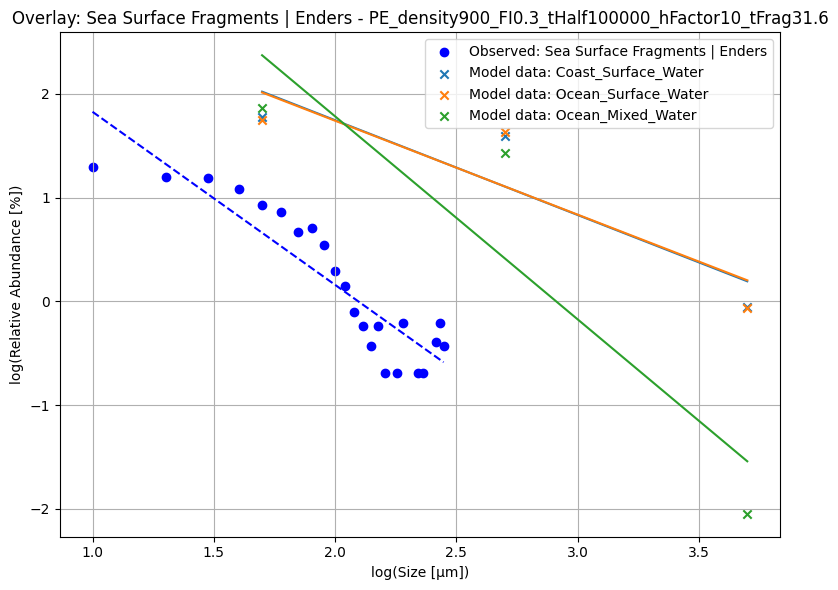 Overlay: Sea Surface Fragments | Enders - PE_density900_FI0.3_tHalf100000_hFactor10_tFrag31.6
Observed: Sea Surface Fragments | Enders
Model data: Coast_Surface_Water
Model data: Ocean_Surface_Water
Model data: Ocean_Mixed_Water
log(Relative Abundance [%])
2
1
0
−1
−2
1.0 1.5 2.0 2.5 3.0 3.5
log(Size [μm])